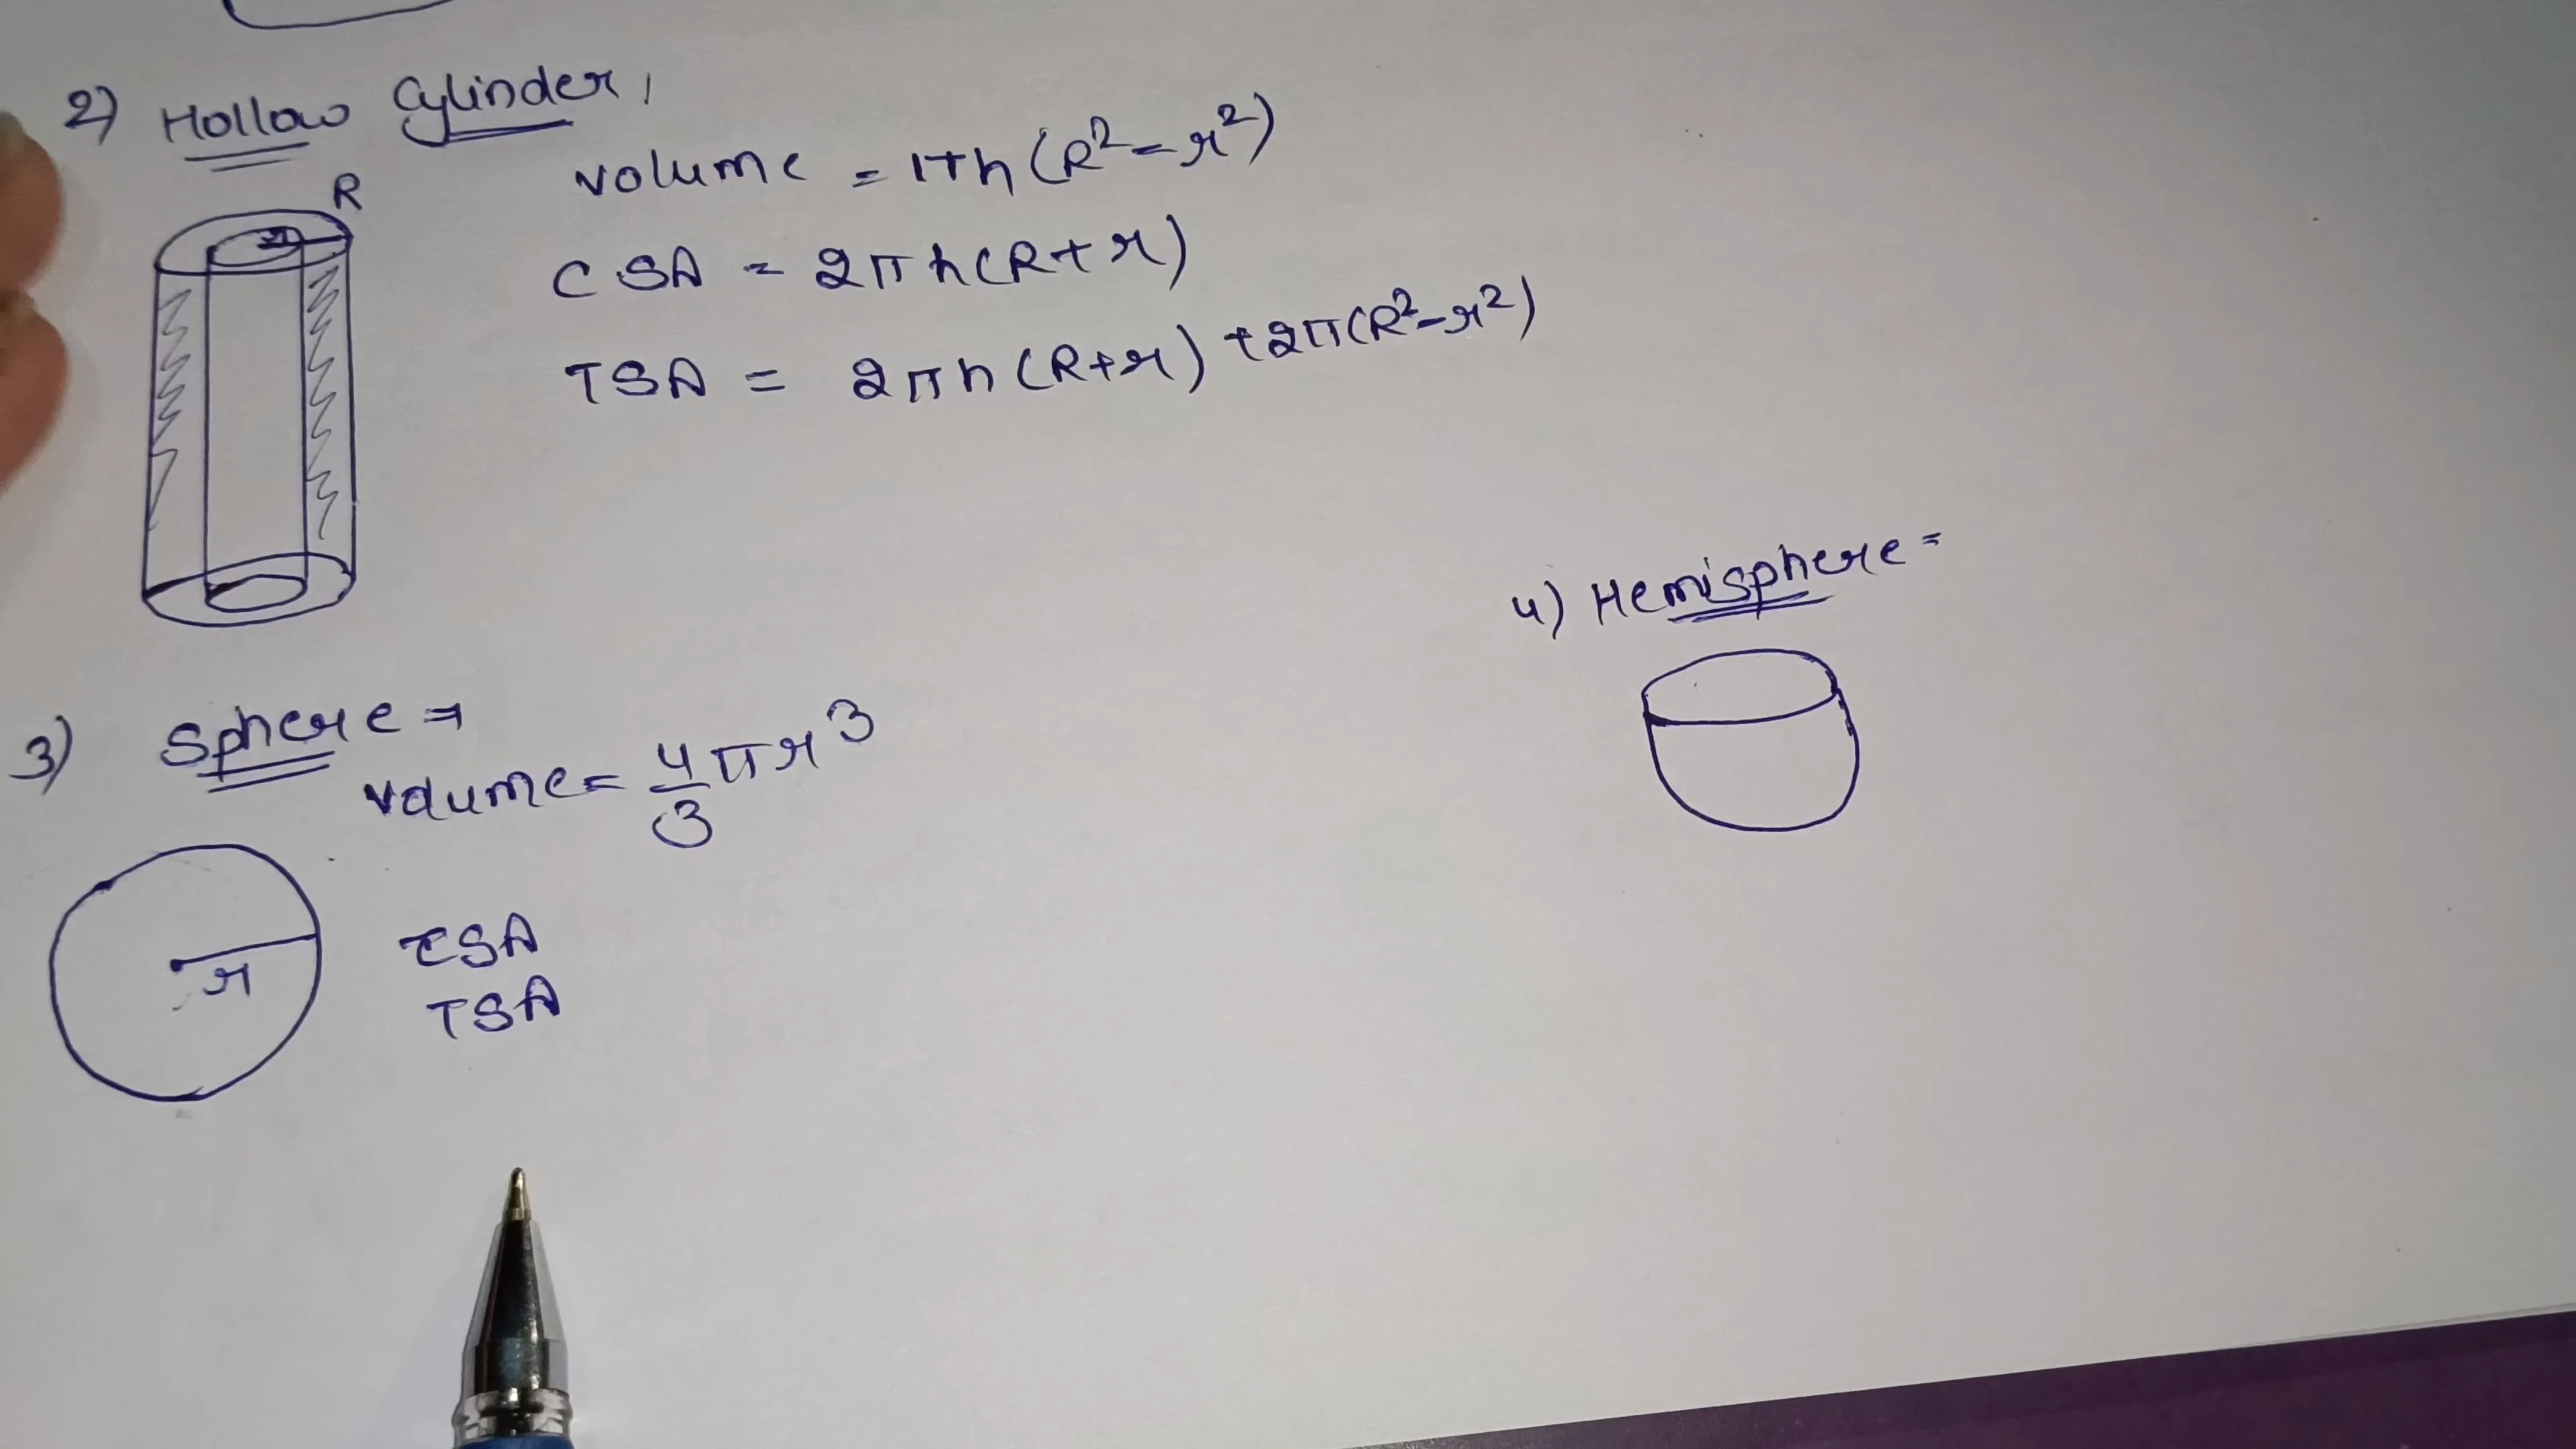 2) Hollow Cylinder,
R
r
Volume = πh(R²-r²)
CSA = 2πh(R+r)
TSA = 2πh(R+r) +2π(R²-r²)
3) Sphere ⇒
Volume = 4/3 πr³
r
CSA
TSA
4) Hemisphere =